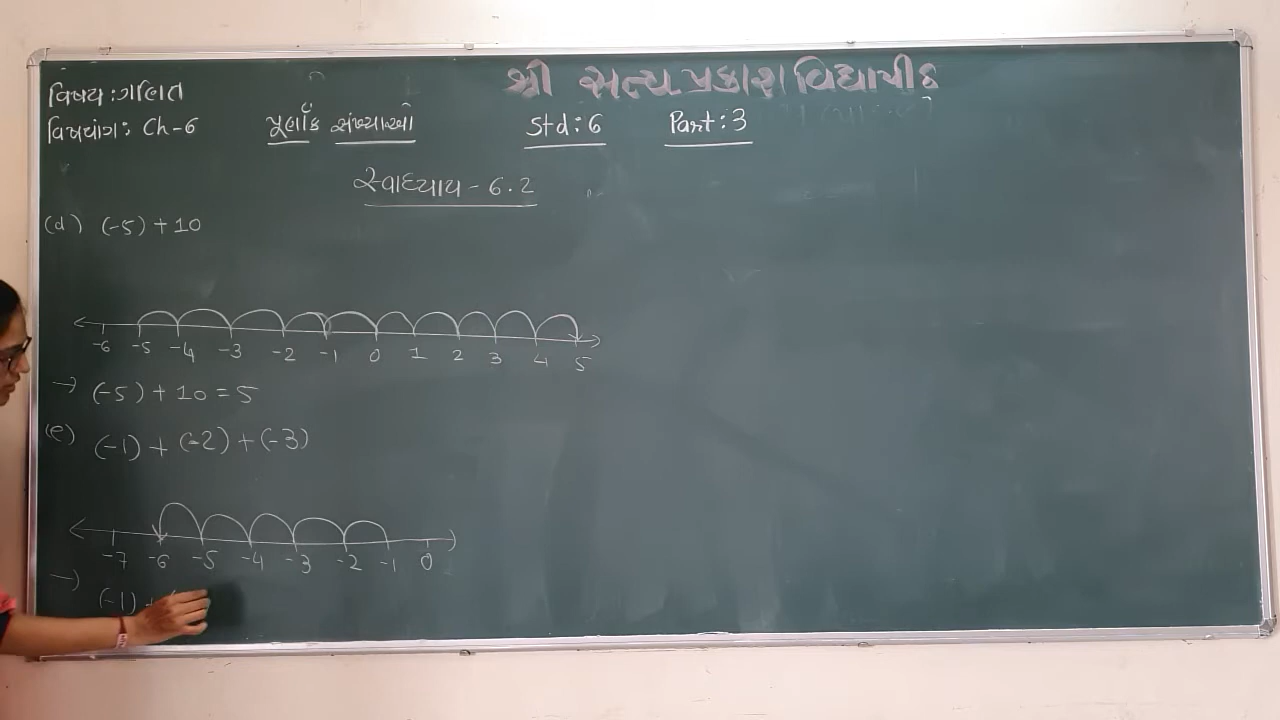 શ્રી સત્ય પ્રકાશ વિદ્યાપીઠ
વિષય : ગણિત
વિષયાંગ : Ch-6 પૂર્ણાંક સંખ્યાઓ Std : 6 Part : 3
સ્વાધ્યાય - 6.2
(d) (-5) + 10
-6 -5 -4 -3 -2 -1 0 1 2 3 4 5
→ (-5) + 10 = 5
(e) (-1) + (-2) + (-3)
-7 -6 -5 -4 -3 -2 -1 0
→ (-1) +